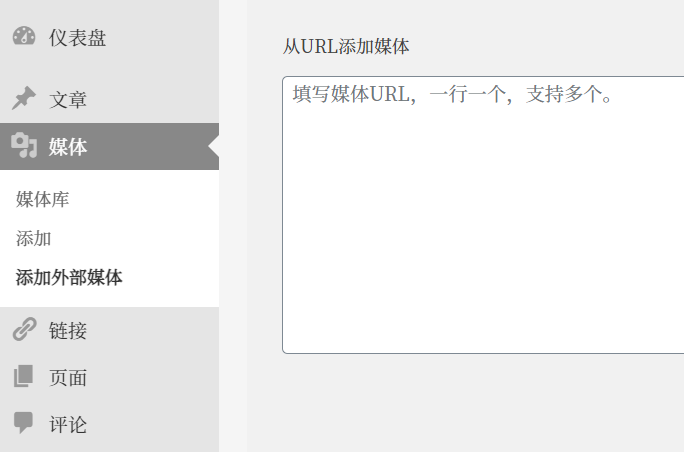 仪表盘
文章
媒体
媒体库
添加
添加外部媒体
链接
页面
评论
从URL添加媒体
填写媒体URL，一行一个，支持多个。